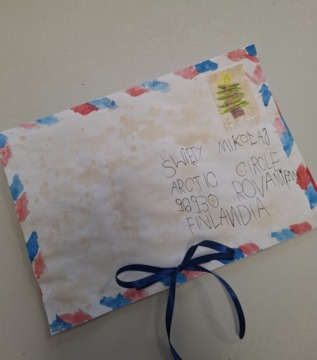 ŚWIĘTY MIKOŁAJ
ARCTIC CIRCLE
96930 ROVANIEMI
FINLANDIA